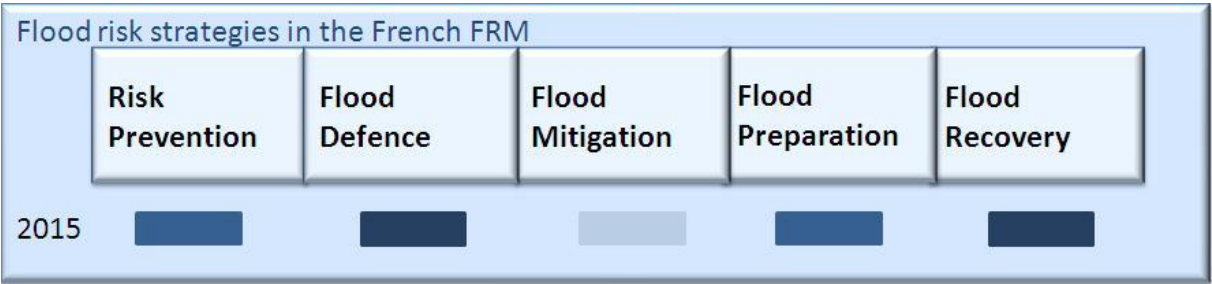 Flood risk strategies in the French FRM
Risk
Prevention
Flood
Defence
Flood
Mitigation
Flood
Preparation
Flood
Recovery
2015